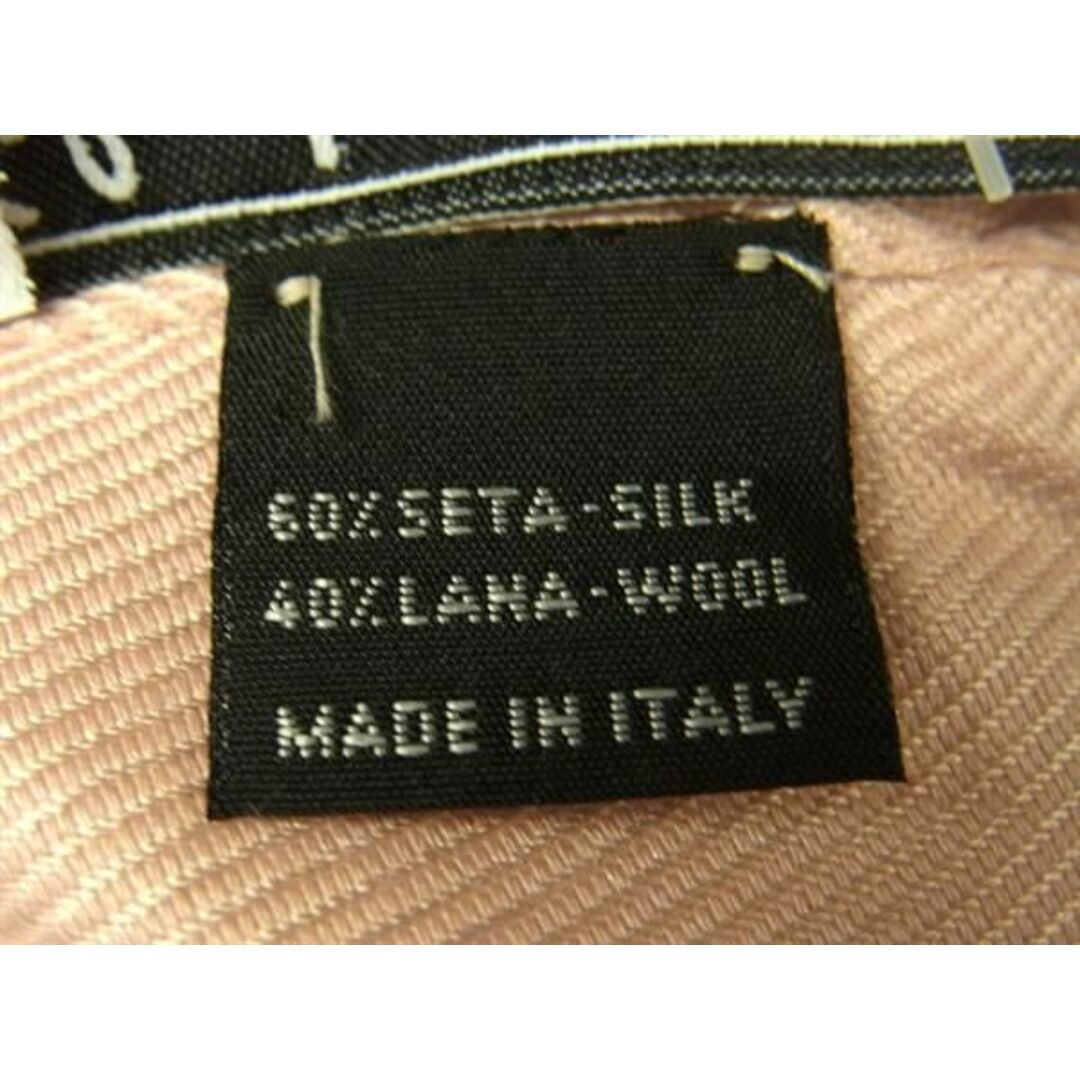 60% SETA-SILK
40% LANA-WOOL
MADE IN ITALY